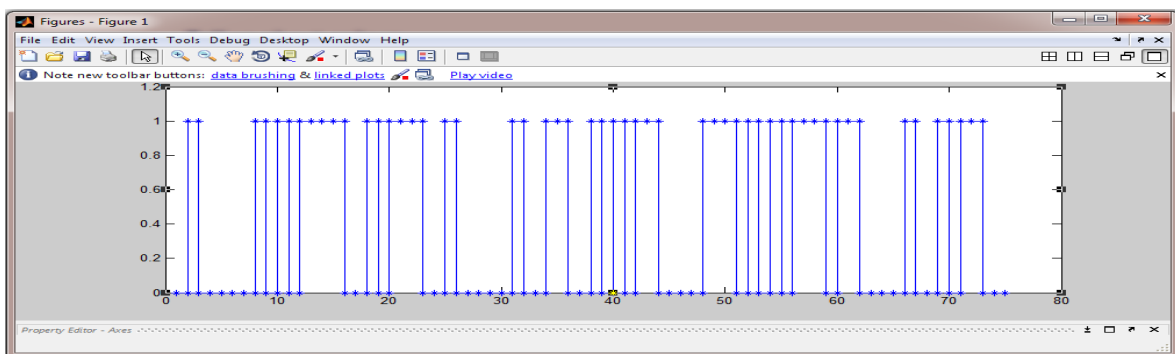 Figures - Figure 1
File Edit View Insert Tools Debug Desktop Window Help
Note new toolbar buttons: data brushing & linked plots Play video
1.2
1
0.8
0.6
0.4
0.2
0
0 10 20 30 40 50 60 70 80
Property Editor - Axes